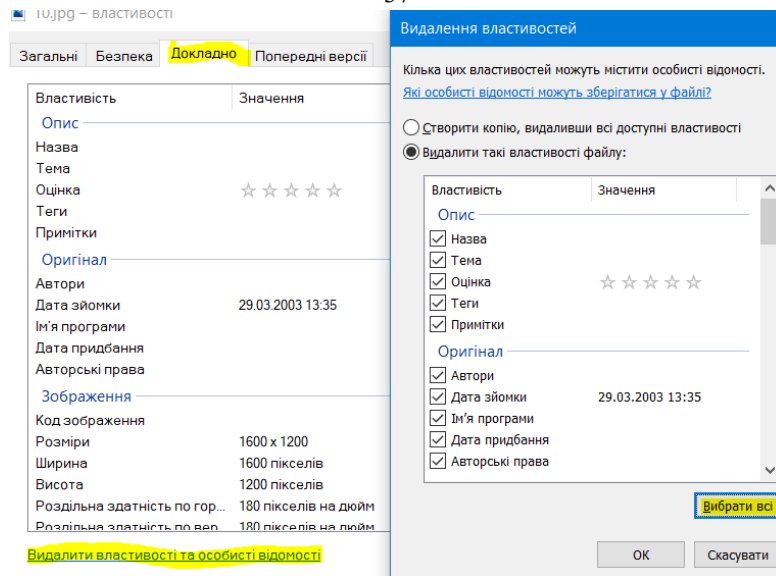 10.jpg – властивості
Загальні Безпека Докладно Попередні версії
Властивість Значення
Опис
Назва
Тема
Оцінка
Теги
Примітки
Оригінал
Автори
Дата зйомки 29.03.2003 13:35
Ім'я програми
Дата придбання
Авторські права
Зображення
Код зображення
Розміри 1600 x 1200
Ширина 1600 пікселів
Висота 1200 пікселів
Роздільна здатність по гор... 180 пікселів на дюйм
Роздільна здатність по вер... 180 пікселів на дюйм
Видалити властивості та особисті відомості
Видалення властивостей
Кілька цих властивостей можуть містити особисті відомості.
Які особисті відомості можуть зберігатися у файлі?
Створити копію, видаливши всі доступні властивості
Видалити такі властивості файлу:
Властивість Значення
Опис
Назва
Тема
Оцінка
Теги
Примітки
Оригінал
Автори
Дата зйомки 29.03.2003 13:35
Ім'я програми
Дата придбання
Авторські права
Вибрати всі
ОК Скасувати